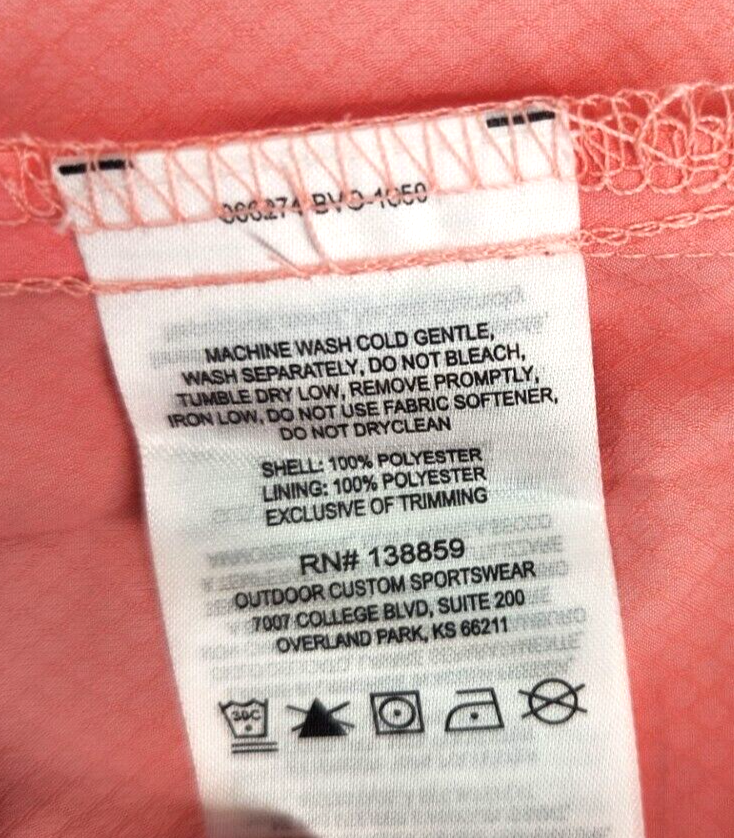 MACHINE WASH COLD GENTLE,
WASH SEPARATELY, DO NOT BLEACH,
TUMBLE DRY LOW, REMOVE PROMPTLY,
IRON LOW, DO NOT USE FABRIC SOFTENER,
DO NOT DRYCLEAN
SHELL: 100% POLYESTER
LINING: 100% POLYESTER
EXCLUSIVE OF TRIMMING
RN# 138859
OUTDOOR CUSTOM SPORTSWEAR
7007 COLLEGE BLVD, SUITE 200
OVERLAND PARK, KS 66211
30C